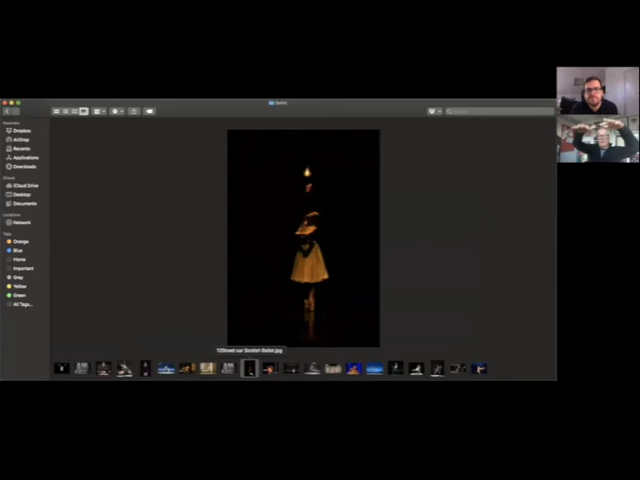 Ballet
Search
Favorites
Dropbox
AirDrop
Recents
Applications
Downloads
iCloud
iCloud Drive
Desktop
Documents
Locations
Network
Tags
Orange
Blue
Home
Important
Gray
Yellow
Green
All Tags...